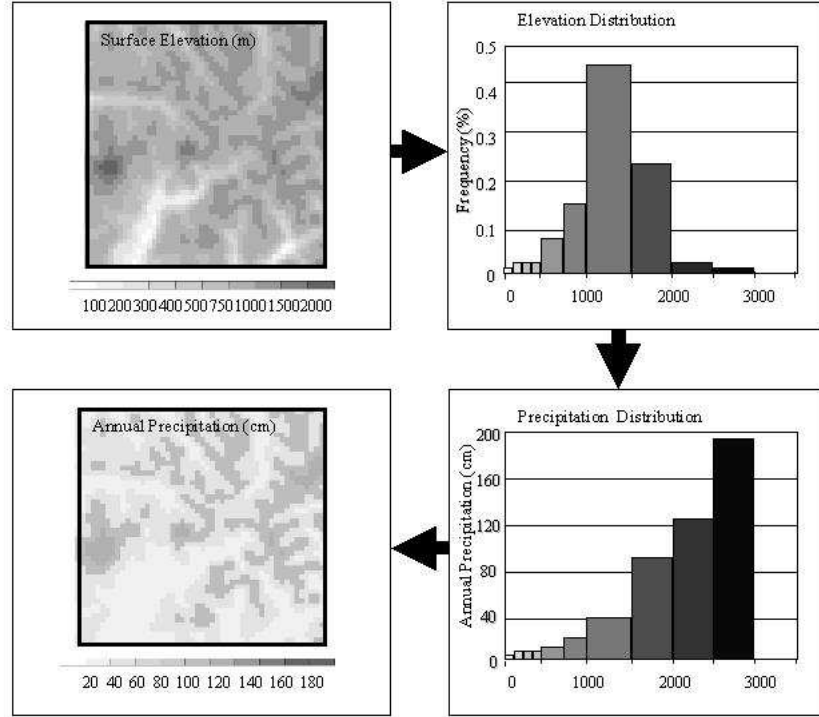 Surface Elevation (m)
100 200 300 400 500 750 1000 1500 2000
Elevation Distribution
Frequency (%)
0.5
0.4
0.3
0.2
0.1
0
0 1000 2000 3000
Annual Precipitation (cm)
20 40 60 80 100 120 140 160 180
Precipitation Distribution
Annual Precipitation (cm)
200
160
120
80
40
0
0 1000 2000 3000